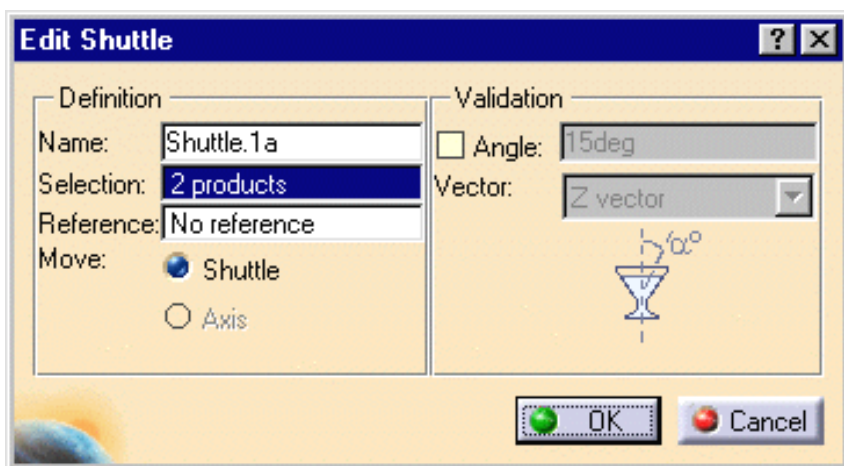 Edit Shuttle
Definition
Name: Shuttle.1a
Selection: 2 products
Reference: No reference
Move: Shuttle
Axis
Validation
Angle: 15deg
Vector: Z vector
α°
OK Cancel